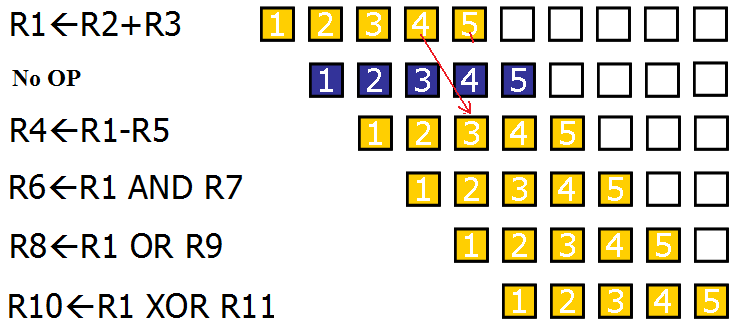 R1←R2+R3 1 2 3 4 5
No OP 1 2 3 4 5
R4←R1-R5 1 2 3 4 5
R6←R1 AND R7 1 2 3 4 5
R8←R1 OR R9 1 2 3 4 5
R10←R1 XOR R11 1 2 3 4 5